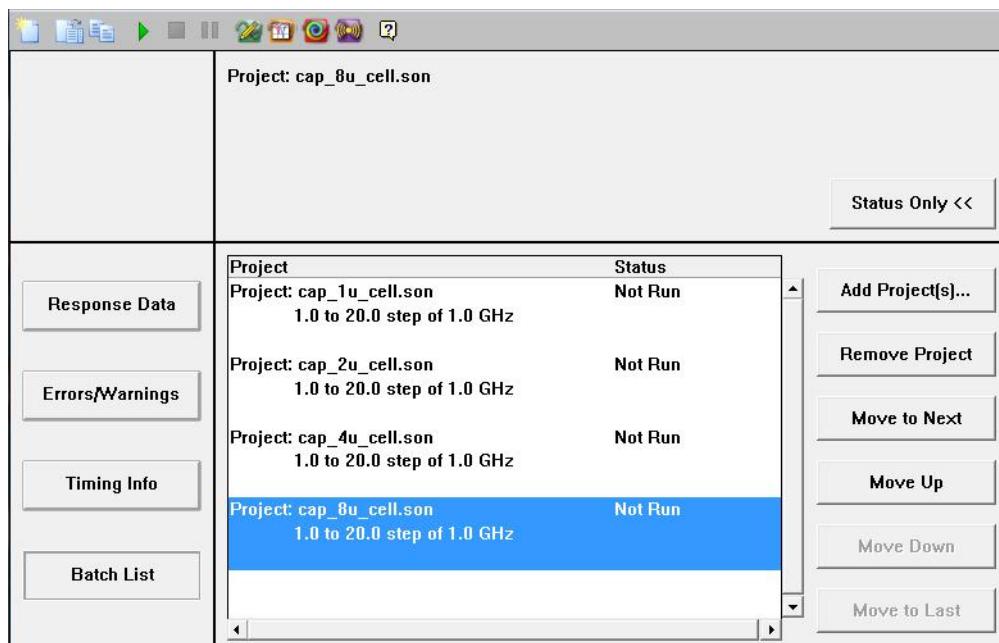 Project: cap_8u_cell.son
Status Only <<
Response Data
Errors/Warnings
Timing Info
Batch List
Project Status
Project: cap_1u_cell.son Not Run
1.0 to 20.0 step of 1.0 GHz
Project: cap_2u_cell.son Not Run
1.0 to 20.0 step of 1.0 GHz
Project: cap_4u_cell.son Not Run
1.0 to 20.0 step of 1.0 GHz
Project: cap_8u_cell.son Not Run
1.0 to 20.0 step of 1.0 GHz
Add Project(s)...
Remove Project
Move to Next
Move Up
Move Down
Move to Last